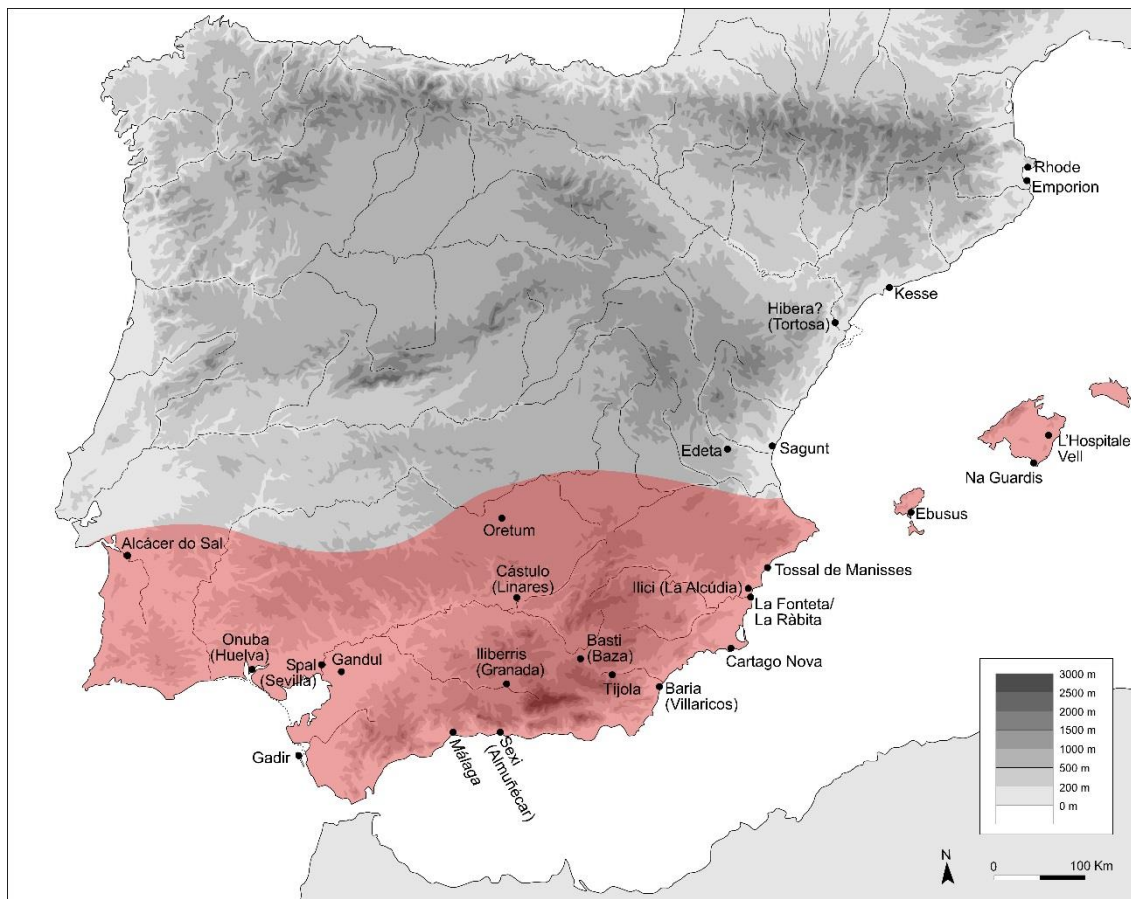 Rhode
Emporion
Kesse
Hibera?
(Tortosa)
Edeta
Sagunt
L'Hospitale
Vell
Na Guardis
Ebusus
Oretum
Alcácer do Sal
Tossal de Manisses
Cástulo
(Linares)
Ilici (La Alcúdia)
La Fonteta/
La Ràbita
Onuba
(Huelva)
Spal
(Sevilla)
Gandul
Iliberris
(Granada)
Basti
(Baza)
Tíjola
Cartago Nova
Baria
(Villaricos)
Gadir
Málaga
Sexi
(Almuñécar)
3000 m
2500 m
2000 m
1500 m
1000 m
500 m
200 m
0 m
N
0 100 Km